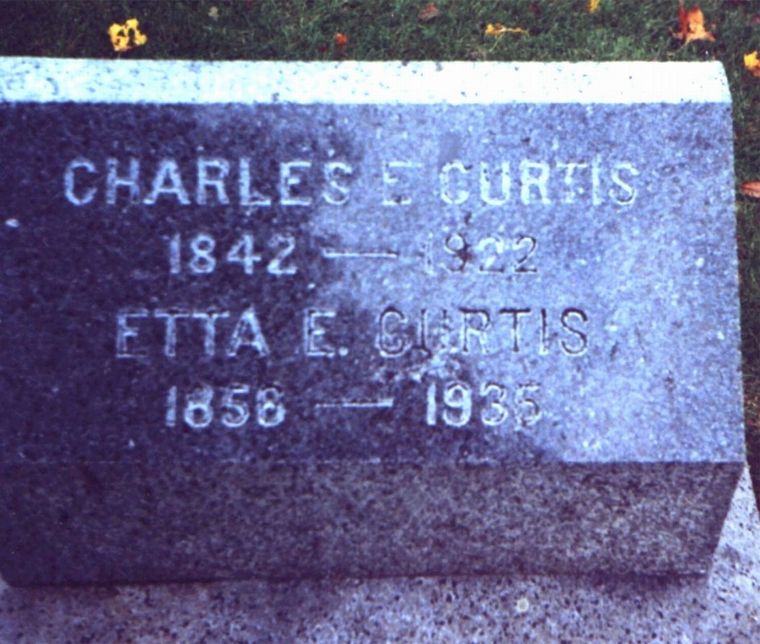 CHARLES E CURTIS
1842 — 1922
ETTA E. CURTIS
1858 — 1935